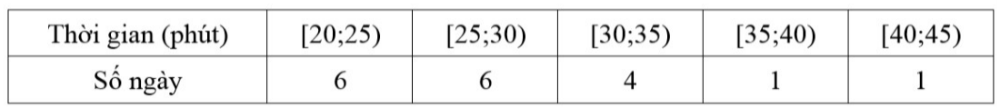 Thời gian (phút) [20;25) [25;30) [30;35) [35;40) [40;45)
Số ngày 6 6 4 1 1